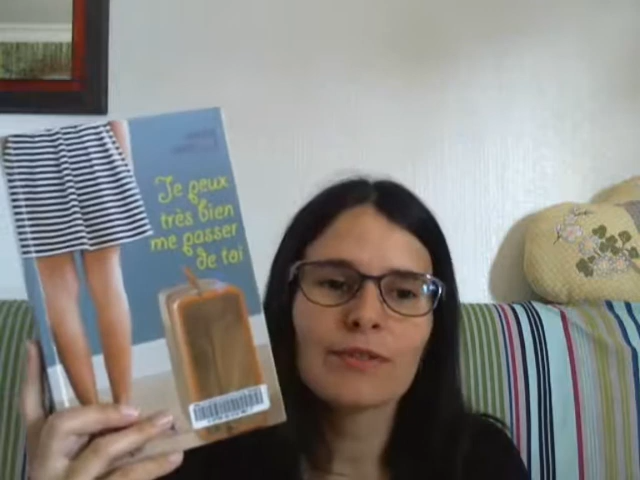 Je peux
très bien
me passer
de toi